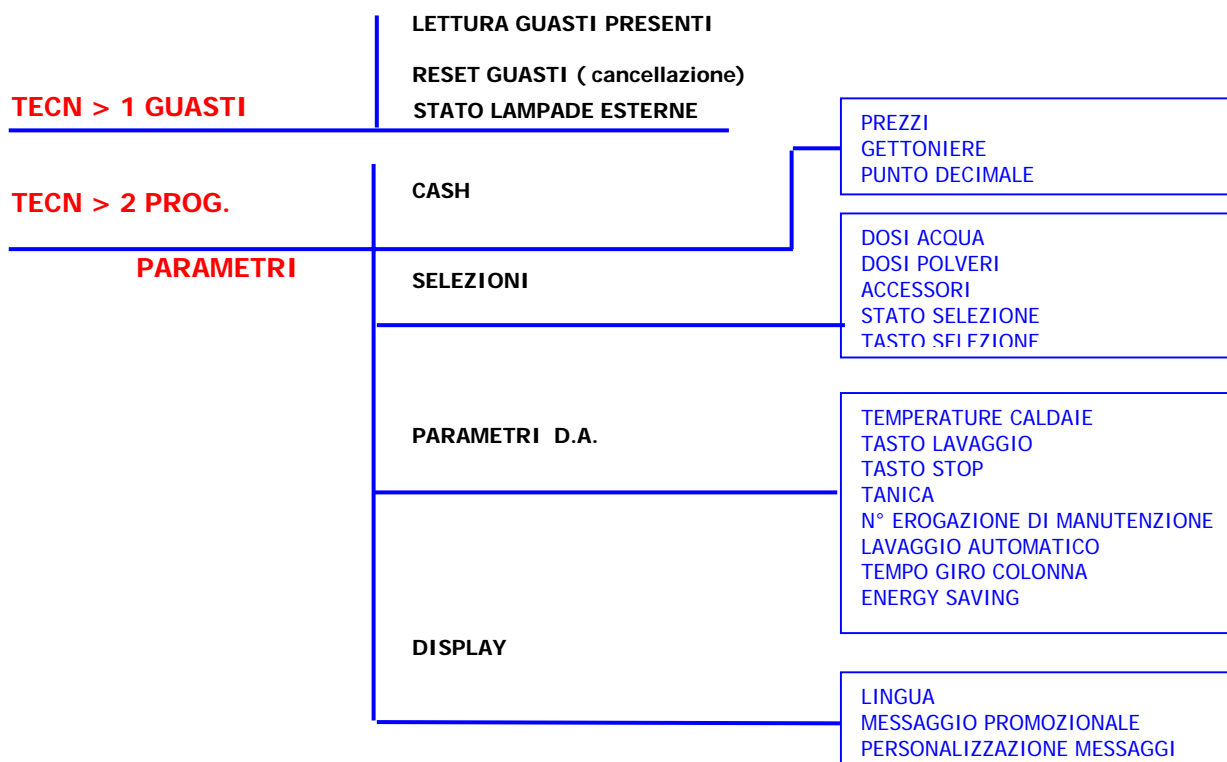 LETTURA GUASTI PRESENTI
RESET GUASTI ( cancellazione)
TECN > 1 GUASTI
STATO LAMPADE ESTERNE
TECN > 2 PROG.
PARAMETRI
CASH
PREZZI
GETTONIERE
PUNTO DECIMALE
SELEZIONI
DOSI ACQUA
DOSI POLVERI
ACCESSORI
STATO SELEZIONE
TASTO SELEZIONE
PARAMETRI D.A.
TEMPERATURE CALDAIE
TASTO LAVAGGIO
TASTO STOP
TANICA
N° EROGAZIONE DI MANUTENZIONE
LAVAGGIO AUTOMATICO
TEMPO GIRO COLONNA
ENERGY SAVING
DISPLAY
LINGUA
MESSAGGIO PROMOZIONALE
PERSONALIZZAZIONE MESSAGGI